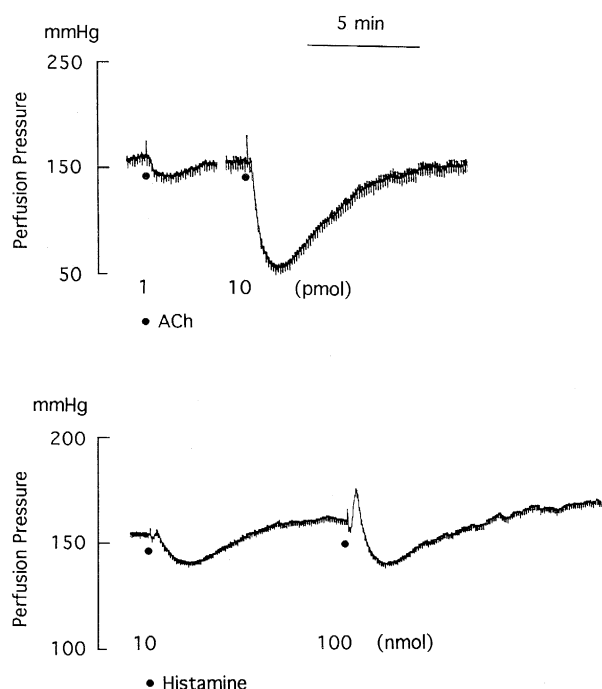 5 min
mmHg
250
150
50
Perfusion Pressure
1 10 (pmol)
● ACh
mmHg
200
150
100
Perfusion Pressure
10 100 (nmol)
● Histamine